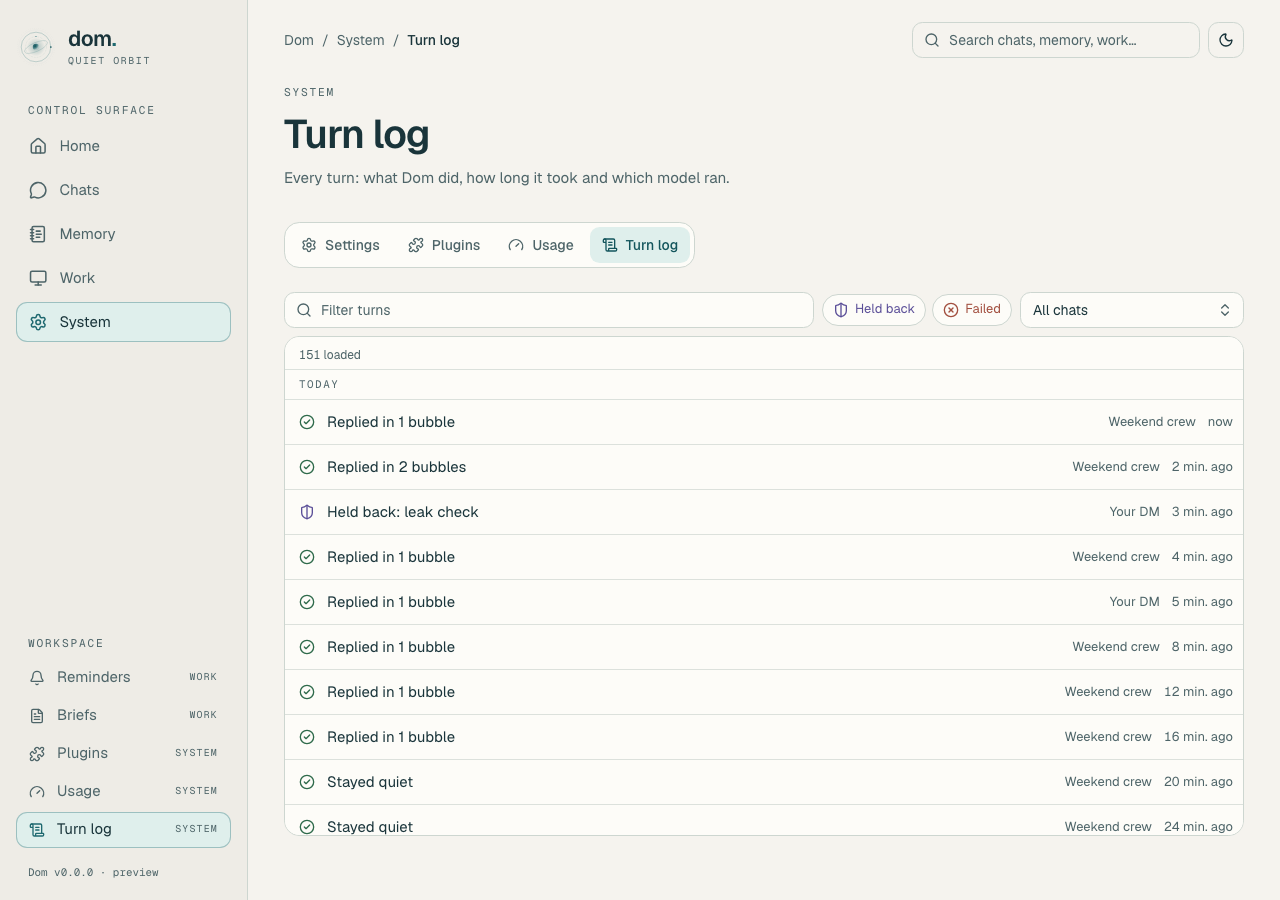 dom.
QUIET ORBIT
CONTROL SURFACE
Home
Chats
Memory
Work
System
WORKSPACE
Reminders WORK
Briefs WORK
Plugins SYSTEM
Usage SYSTEM
Turn log SYSTEM
Dom v0.0.0 · preview
Dom / System / Turn log
Search chats, memory, work…
SYSTEM
Turn log
Every turn: what Dom did, how long it took and which model ran.
Settings Plugins Usage Turn log
Filter turns Held back Failed All chats
151 loaded
TODAY
Replied in 1 bubble Weekend crew now
Replied in 2 bubbles Weekend crew 2 min. ago
Held back: leak check Your DM 3 min. ago
Replied in 1 bubble Weekend crew 4 min. ago
Replied in 1 bubble Your DM 5 min. ago
Replied in 1 bubble Weekend crew 8 min. ago
Replied in 1 bubble Weekend crew 12 min. ago
Replied in 1 bubble Weekend crew 16 min. ago
Stayed quiet Weekend crew 20 min. ago
Stayed quiet Weekend crew 24 min. ago